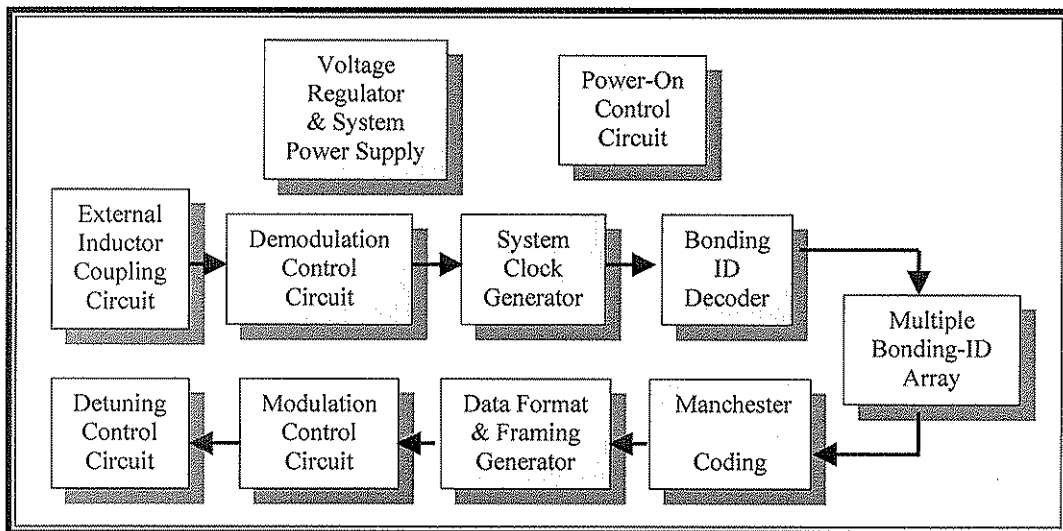 Voltage
Regulator
& System
Power Supply
Power-On
Control
Circuit
External
Inductor
Coupling
Circuit
Demodulation
Control
Circuit
System
Clock
Generator
Bonding
ID
Decoder
Multiple
Bonding-ID
Array
Detuning
Control
Circuit
Modulation
Control
Circuit
Data Format
& Framing
Generator
Manchester
Coding